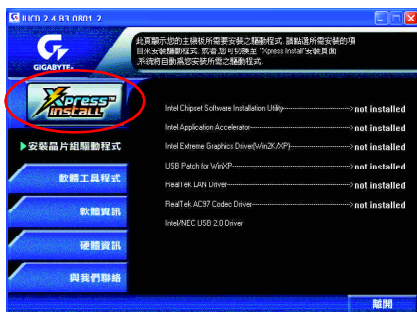 IUCD 2.4 B3.0801.2
GIGABYTE
此頁顯示您的主機板所需要安裝之驅動程式. 請點選所需安裝的項
目來安裝驅動程式. 或者, 您可切換至 "Xpress Install"安裝頁面
,系統將自動為您安裝所需之驅動程式.
Xpress™
INSTALL
安裝晶片組驅動程式
軟體工具程式
軟體資訊
硬體資訊
與我們聯絡
Intel Chipset Software Installation Utility not installed
Intel Application Accelerator not installed
Intel Extreme Graphics Driver(Win2K/XP) not installed
USB Patch for WinXP not installed
RealTek LAN Driver not installed
RealTek AC97 Codec Driver not installed
Intel/NEC USB 2.0 Driver
離開